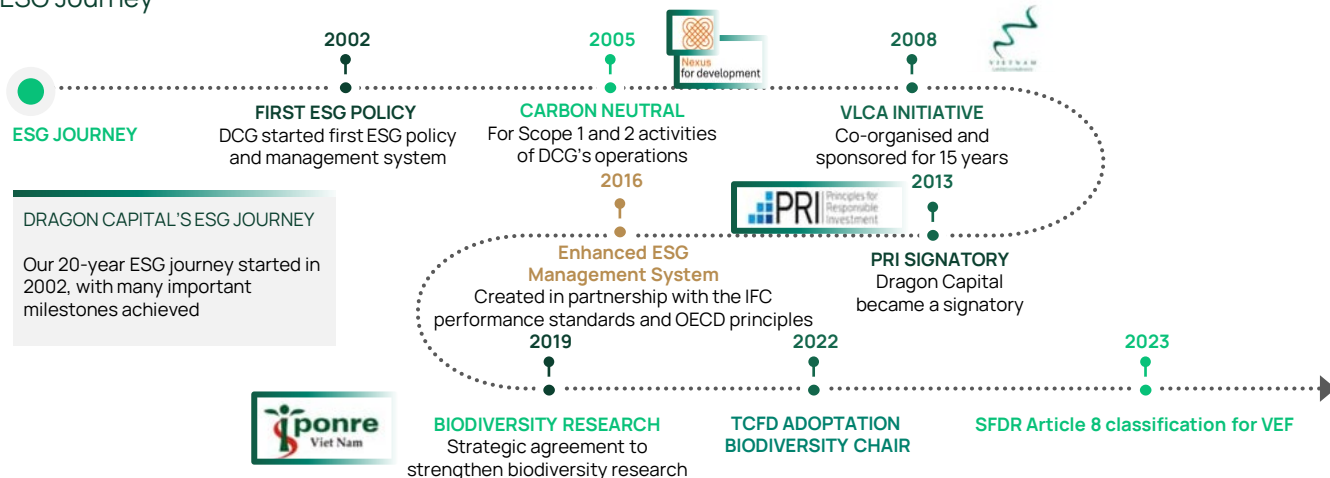 ESG Journey
2002
2005
Nexus
for development
2008
VIETNAM
ESG JOURNEY
FIRST ESG POLICY
DCG started first ESG policy
and management system
CARBON NEUTRAL
For Scope 1 and 2 activities
of DCG's operations
VLCA INITIATIVE
Co-organised and
sponsored for 15 years
DRAGON CAPITAL'S ESG JOURNEY
Our 20-year ESG journey started in
2002, with many important
milestones achieved
2016
Enhanced ESG
Management System
Created in partnership with the IFC
performance standards and OECD principles
PRI Principles for
Responsible
Investment
2013
PRI SIGNATORY
Dragon Capital
became a signatory
2019
2022
2023
iponre
Viet Nam
BIODIVERSITY RESEARCH
Strategic agreement to
strengthen biodiversity research
TCFD ADOPTATION
BIODIVERSITY CHAIR
SFDR Article 8 classification for VEF